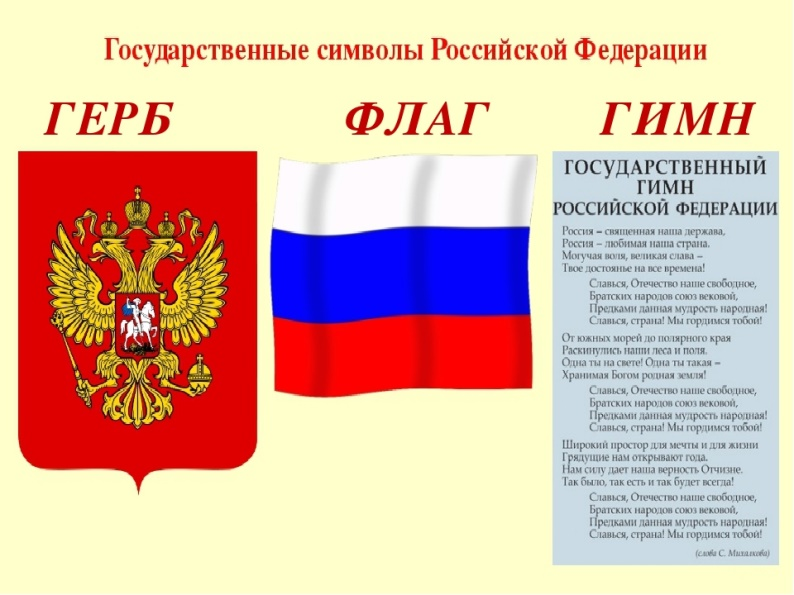 Государственные символы Российской Федерации
ГЕРБ
ФЛАГ
ГИМН
ГОСУДАРСТВЕННЫЙ
ГИМН
РОССИЙСКОЙ ФЕДЕРАЦИИ
Россия – священная наша держава,
Россия – любимая наша страна.
Могучая воля, великая слава –
Твое достоянье на все времена!
Славься, Отечество наше свободное,
Братских народов союз вековой,
Предками данная мудрость народная!
Славься, страна! Мы гордимся тобой!
От южных морей до полярного края
Раскинулись наши леса и поля.
Одна ты на свете! Одна ты такая –
Хранимая Богом родная земля!
Славься, Отечество наше свободное,
Братских народов союз вековой,
Предками данная мудрость народная!
Славься, страна! Мы гордимся тобой!
Широкий простор для мечты и для жизни
Грядущие нам открывают года.
Нам силу дает наша верность Отчизне.
Так было, так есть и так будет всегда!
Славься, Отечество наше свободное,
Братских народов союз вековой,
Предками данная мудрость народная!
Славься, страна! Мы гордимся тобой!
(слова С. Михалкова)